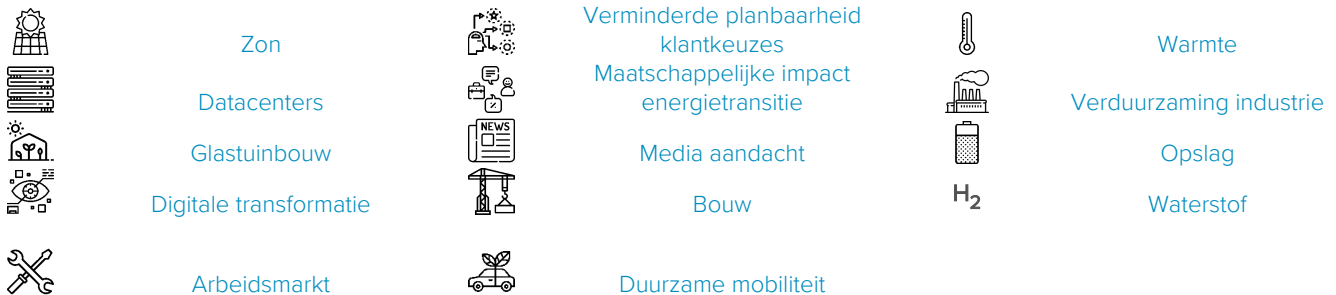 Zon
Verminderde planbaarheid
klantkeuzes
Warmte
Datacenters
Maatschappelijke impact
energietransitie
Verduurzaming industrie
Glastuinbouw
NEWS
Media aandacht
Opslag
Digitale transformatie
Bouw
H₂
Waterstof
Arbeidsmarkt
Duurzame mobiliteit